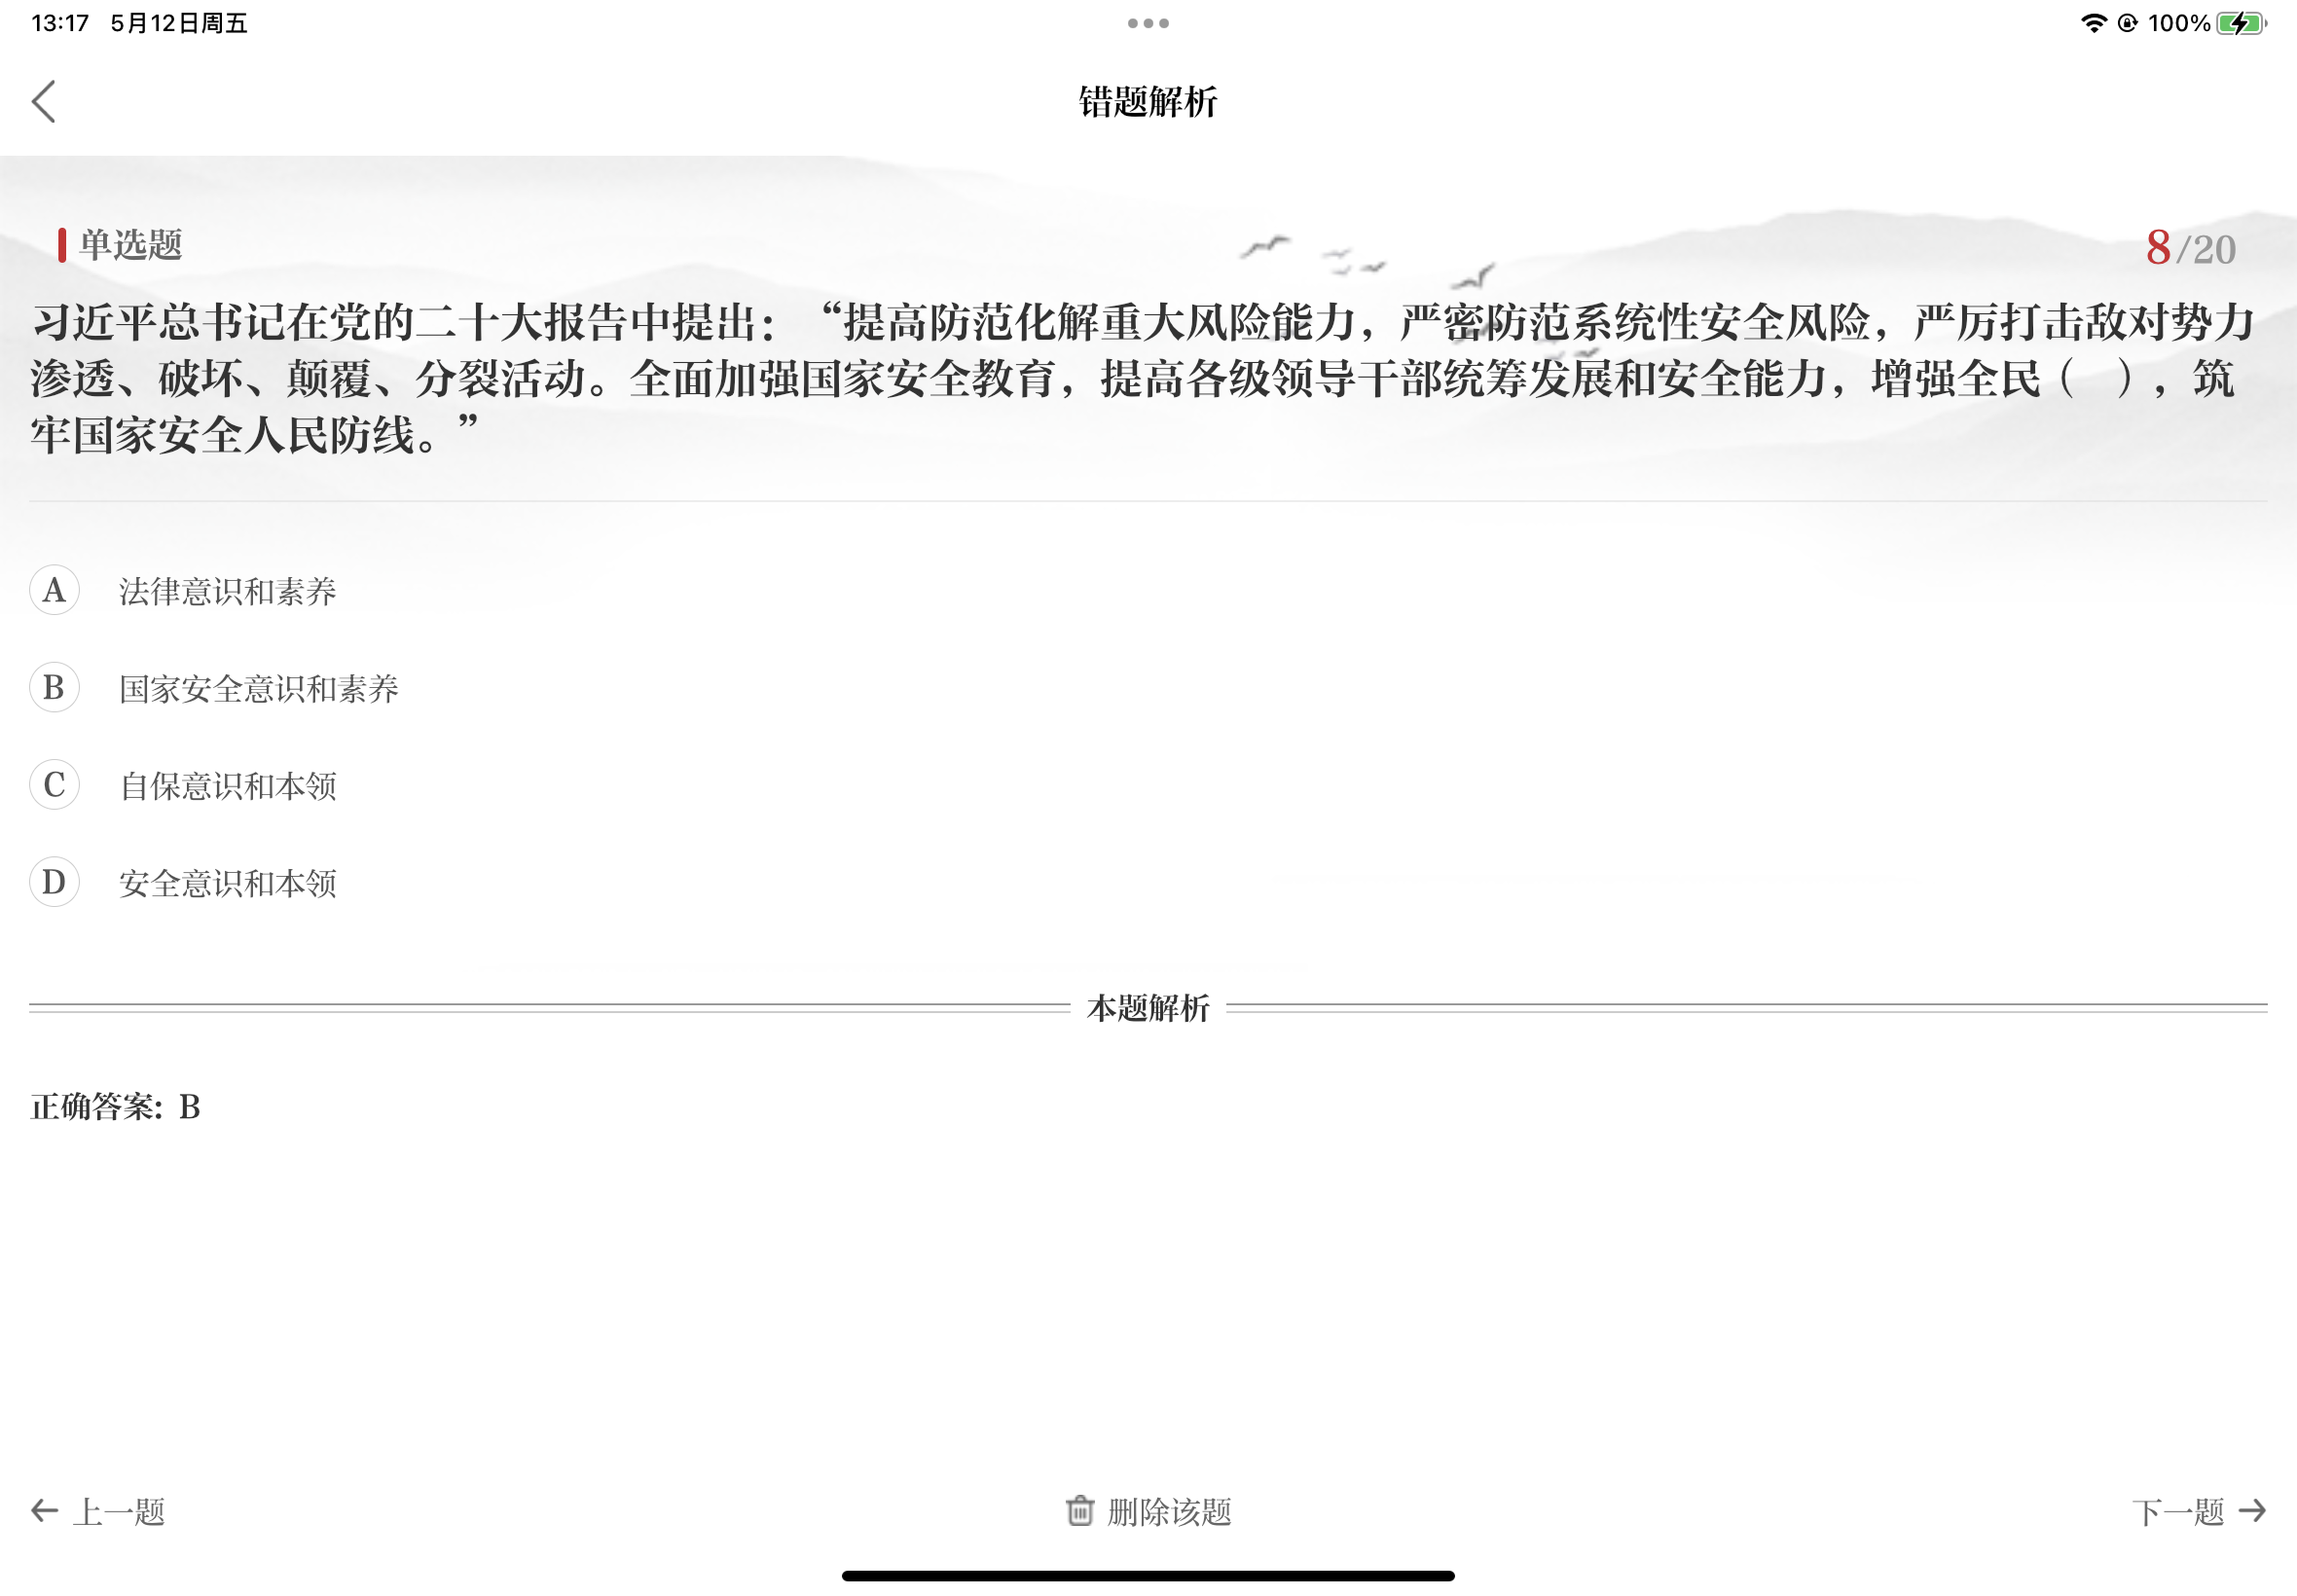 13:17 5月12日周五
100%
错题解析
单选题
8/20
习近平总书记在党的二十大报告中提出：“提高防范化解重大风险能力，严密防范系统性安全风险，严厉打击敌对势力
渗透、破坏、颠覆、分裂活动。全面加强国家安全教育，提高各级领导干部统筹发展和安全能力，增强全民（ ），筑
牢国家安全人民防线。”
A 法律意识和素养
B 国家安全意识和素养
C 自保意识和本领
D 安全意识和本领
本题解析
正确答案: B
上一题
删除该题
下一题